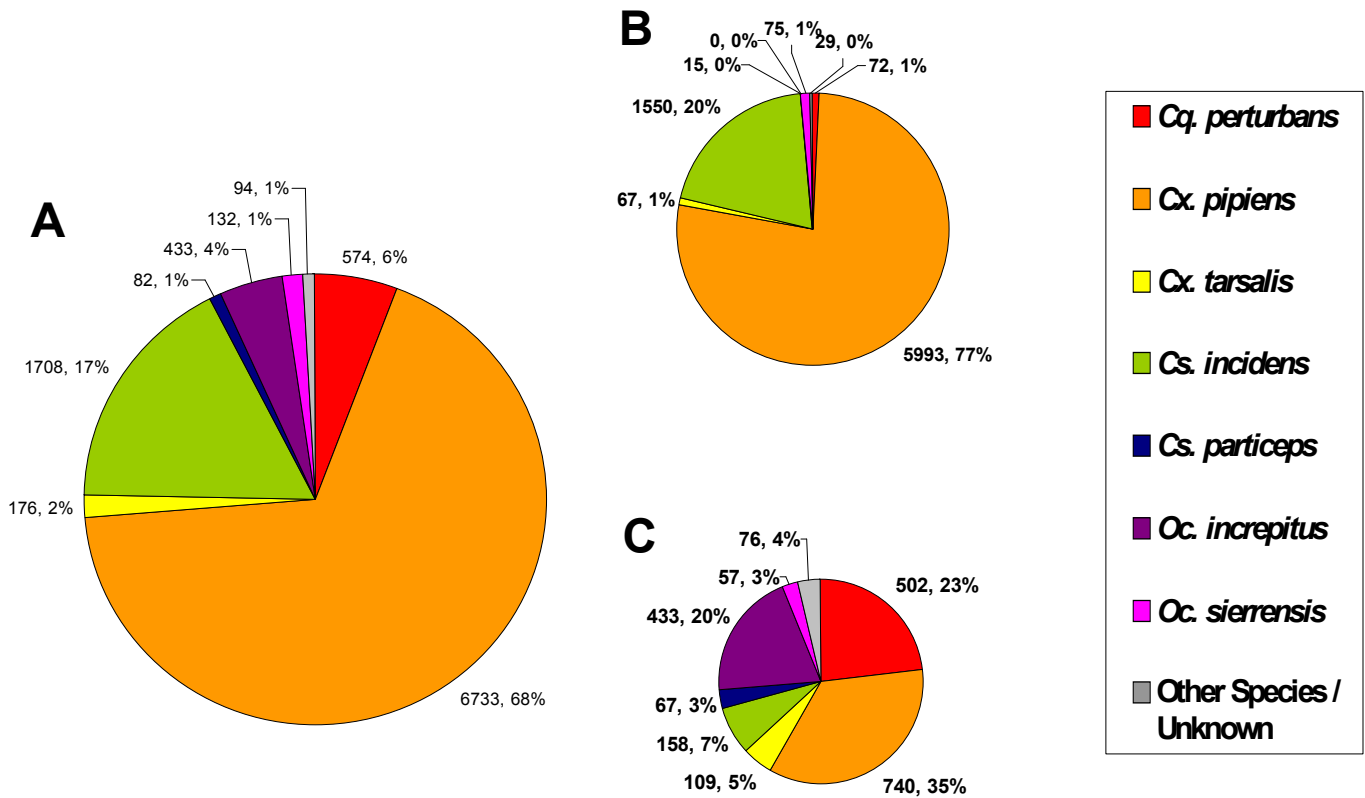 A
94, 1%
132, 1%
433, 4%
82, 1%
574, 6%
1708, 17%
176, 2%
6733, 68%
B
75, 1%
0, 0%
29, 0%
15, 0%
72, 1%
1550, 20%
67, 1%
5993, 77%
C
76, 4%
57, 3%
502, 23%
433, 20%
67, 3%
158, 7%
109, 5%
740, 35%
Cq. perturbans
Cx. pipiens
Cx. tarsalis
Cs. incidens
Cs. particeps
Oc. increpitus
Oc. sierrensis
Other Species /
Unknown